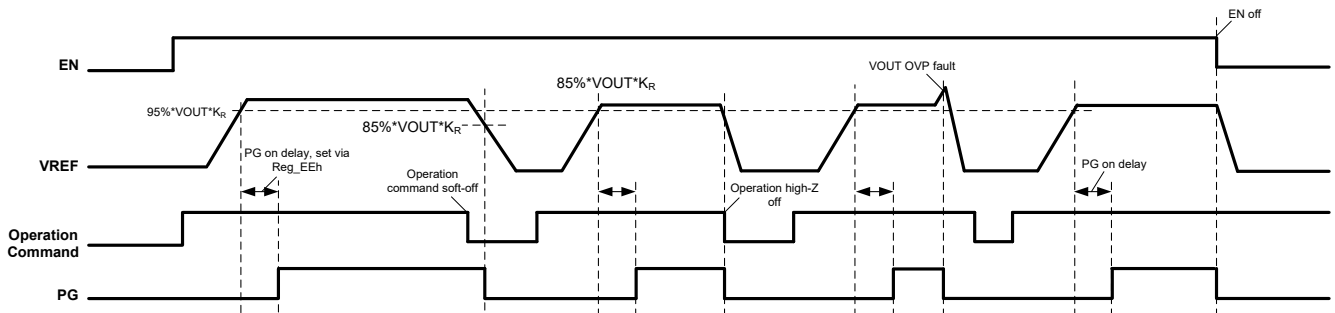 EN off
EN
VOUT OVP fault
85%*VOUT*KR
95%*VOUT*KR
85%*VOUT*KR
PG on delay, set via
Reg_EEh
VREF
PG on delay
Operation
command soft-off
Operation high-Z
off
Operation
Command
PG